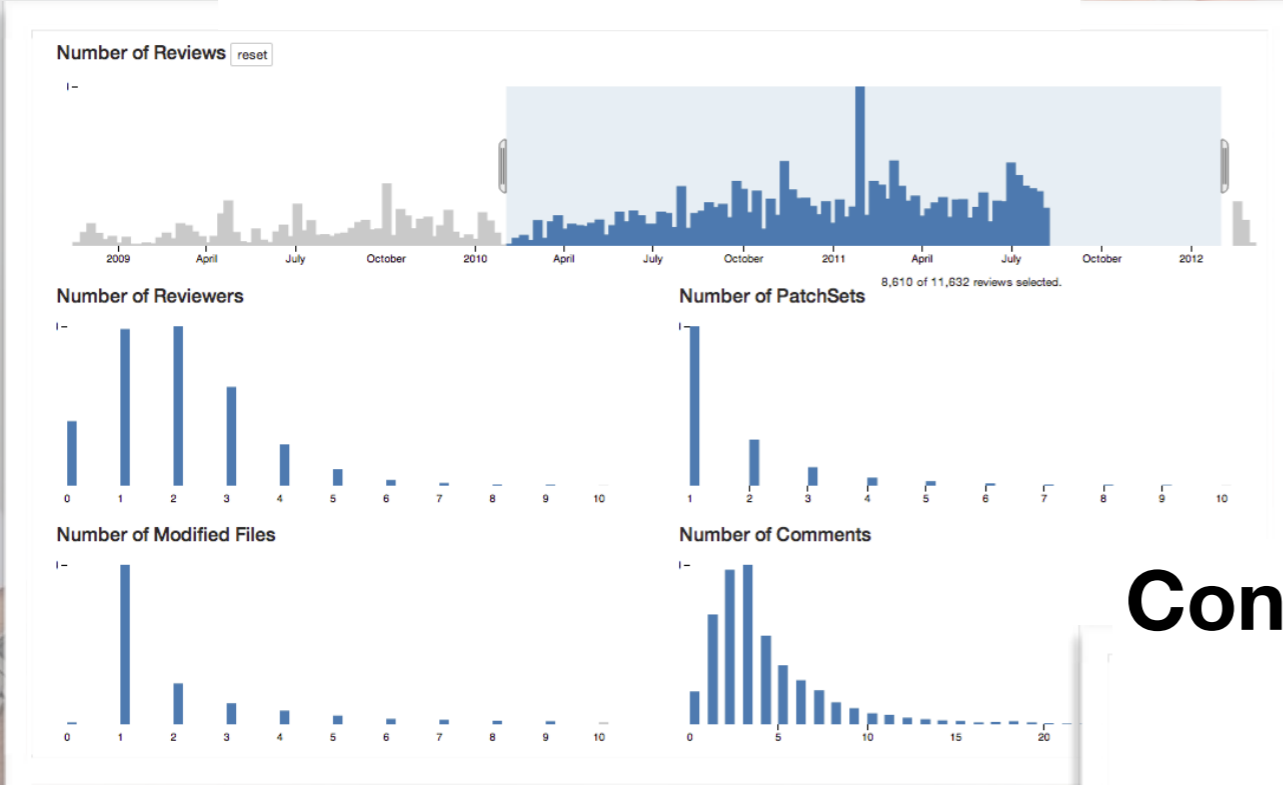 Number of Reviews reset
2009 April July October 2010 April July October 2011 April July October 2012
8,610 of 11,632 reviews selected.
Number of Reviewers
0 1 2 3 4 5 6 7 8 9 10
Number of PatchSets
1 2 3 4 5 6 7 8 9 10
Number of Modified Files
0 1 2 3 4 5 6 7 8 9 10
Number of Comments
0 5 10 15 20
Con